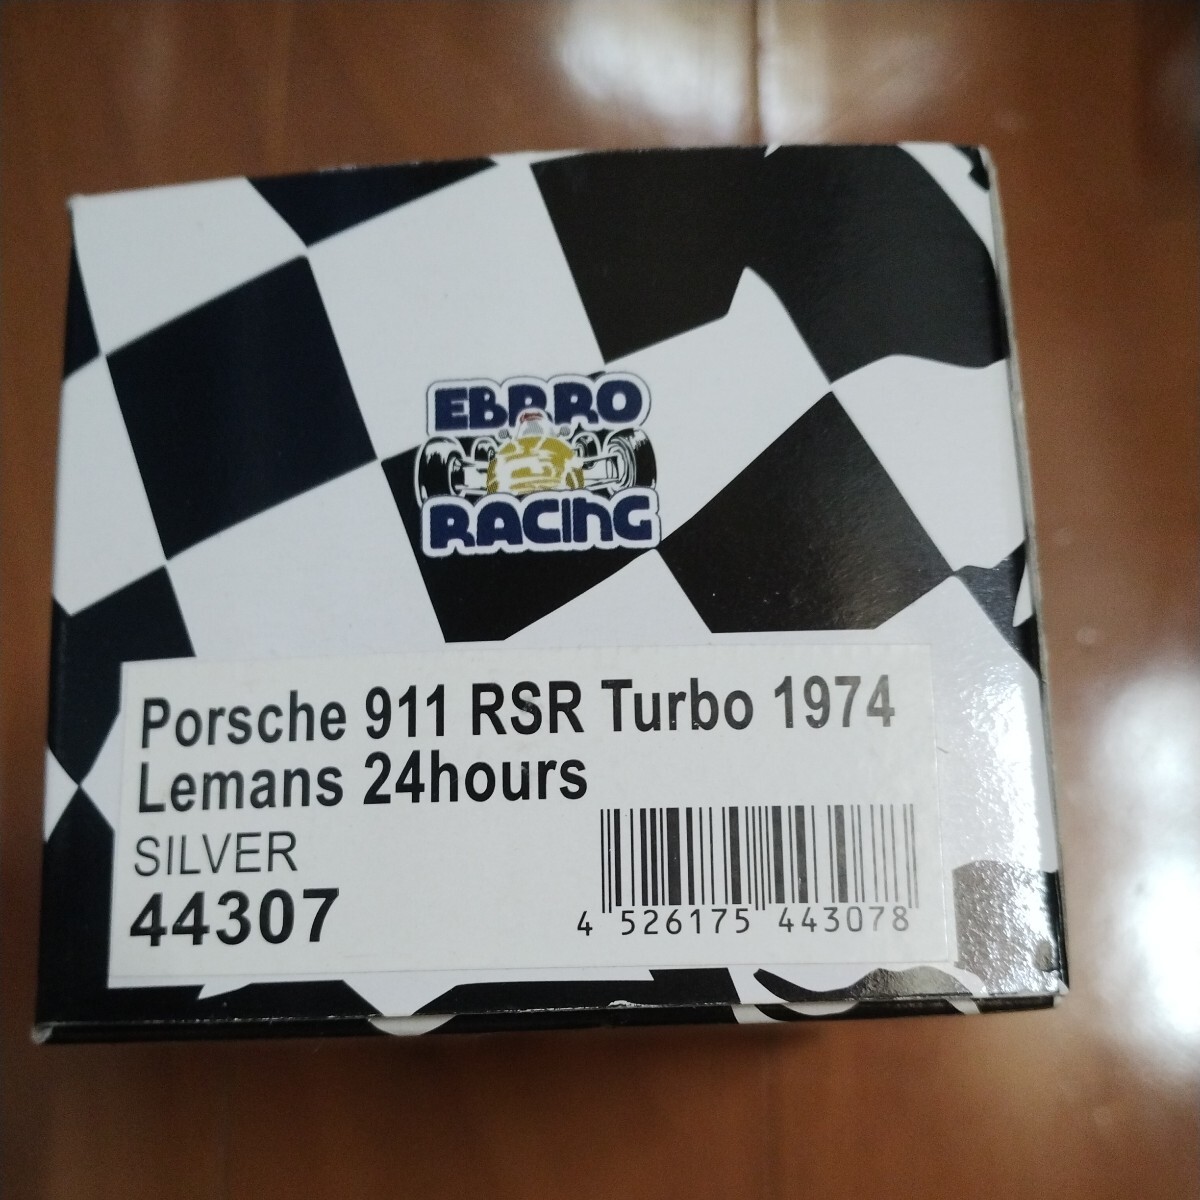 EBBRO
RACING
Porsche 911 RSR Turbo 1974
Lemans 24hours
SILVER
44307
4 526175 443078